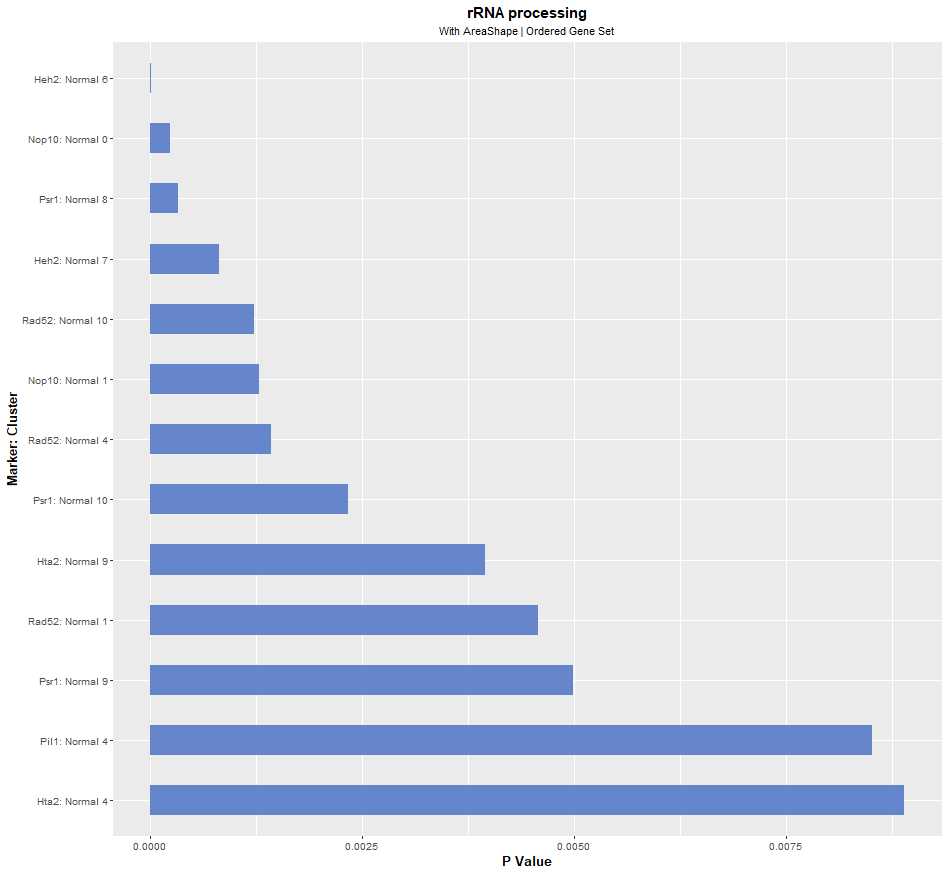 rRNA processing
With AreaShape | Ordered Gene Set
Marker: Cluster
Heh2: Normal 6
Nop10: Normal 0
Psr1: Normal 8
Heh2: Normal 7
Rad52: Normal 10
Nop10: Normal 1
Rad52: Normal 4
Psr1: Normal 10
Hta2: Normal 9
Rad52: Normal 1
Psr1: Normal 9
Pil1: Normal 4
Hta2: Normal 4
0.0000 0.0025 0.0050 0.0075
P Value